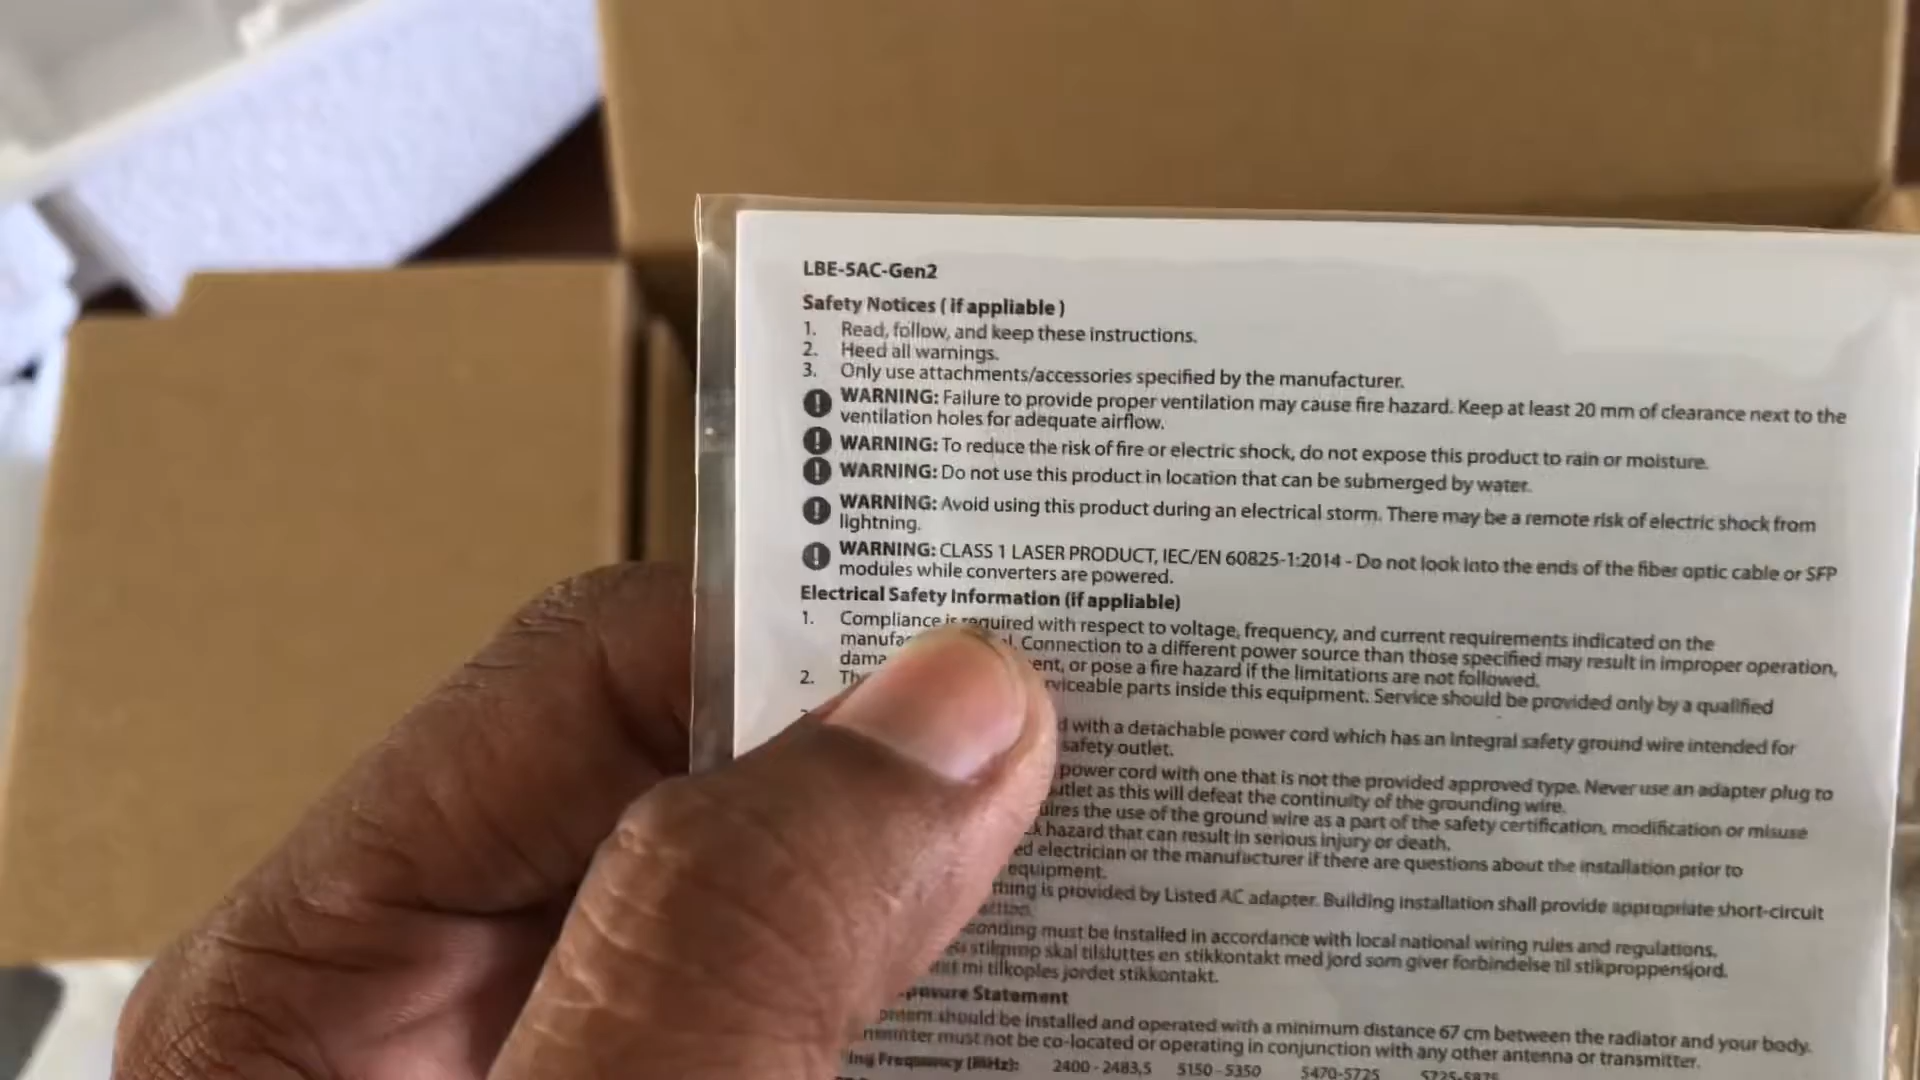 LBE-5AC-Gen2
Safety Notices ( if appliable )
1. Read, follow, and keep these instructions.
2. Heed all warnings.
3. Only use attachments/accessories specified by the manufacturer.
WARNING: Failure to provide proper ventilation may cause fire hazard. Keep at least 20 mm of clearance next to the
ventilation holes for adequate airflow.
WARNING: To reduce the risk of fire or electric shock, do not expose this product to rain or moisture.
WARNING: Do not use this product in location that can be submerged by water.
WARNING: Avoid using this product during an electrical storm. There may be a remote risk of electric shock from
lightning.
WARNING: CLASS 1 LASER PRODUCT, IEC/EN 60825-1:2014 - Do not look into the ends of the fiber optic cable or SFP
modules while converters are powered.
Electrical Safety Information (if appliable)
1. Compliance is required with respect to voltage, frequency, and current requirements indicated on the
Connection to a different power source than those specified may result in improper operation,
or pose a fire hazard if the limitations are not followed.
2. parts inside this equipment. Service should be provided only by a qualified
with a detachable power cord which has an integral safety ground wire intended for
safety outlet.
power cord with one that is not the provided approved type. Never use an adapter plug to
outlet as this will defeat the continuity of the grounding wire.
the use of the ground wire as a part of the safety certification, modification or misuse
hazard that can result in serious injury or death.
electrician or the manufacturer if there are questions about the installation prior to
equipment.
is provided by Listed AC adapter. Building installation shall provide appropriate short-circuit
must be installed in accordance with local national wiring rules and regulations.
skal tilsluttes en stikkontakt med jord som giver forbindelse til stikproppensjord.
mi tilkoples jordet stikkontakt.
Statement
should be installed and operated with a minimum distance 67 cm between the radiator and your body.
must not be co-located or operating in conjunction with any other antenna or transmitter.
Frequency (MHz): 2400 - 2483,5 5150 - 5350 5470-5725 5725-5875